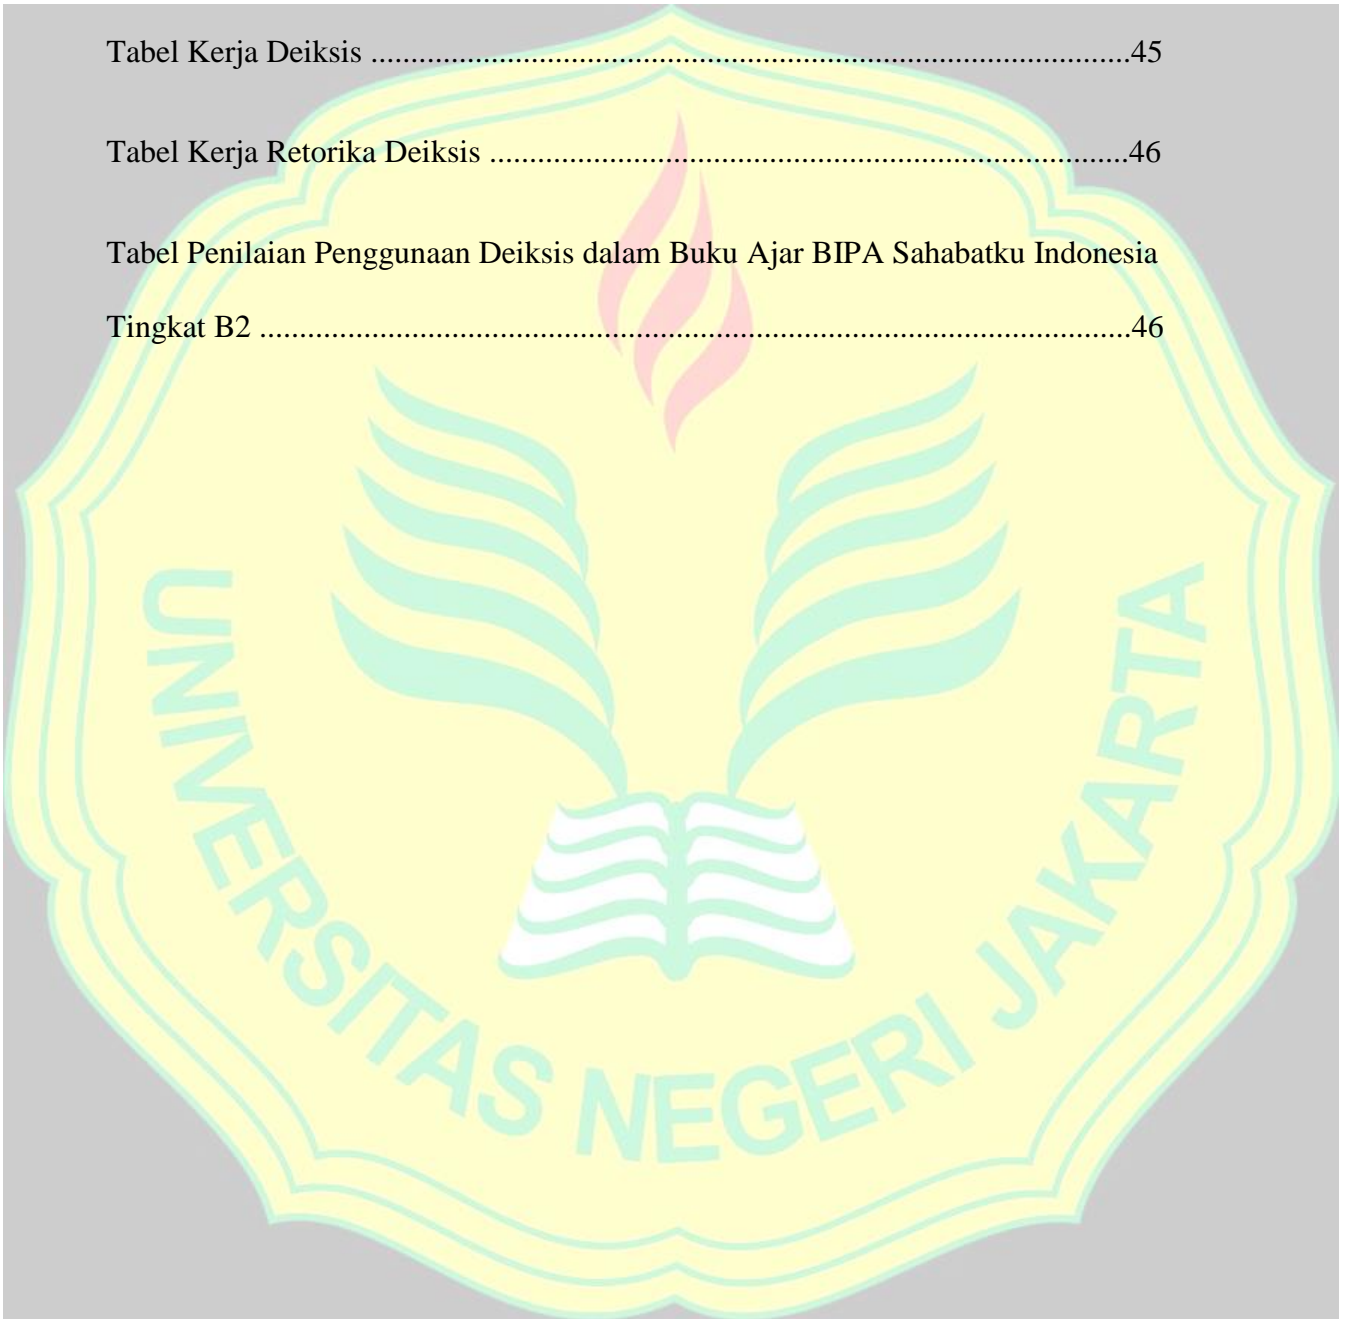 Tabel Kerja Deiksis ...............................................................................................45
Tabel Kerja Retorika Deiksis ................................................................................46
Tabel Penilaian Penggunaan Deiksis dalam Buku Ajar BIPA Sahabatku Indonesia
Tingkat B2 .............................................................................................................46
UNIVERSITAS NEGERI JAKARTA